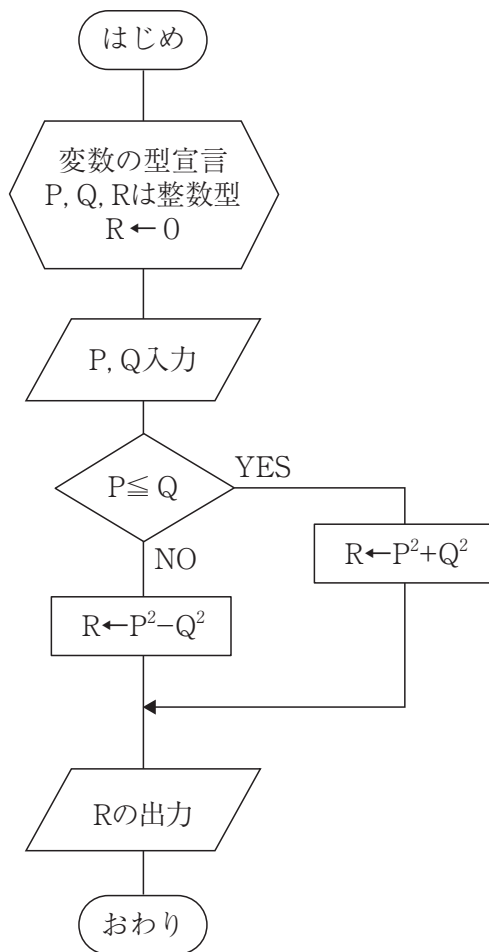 はじめ
変数の型宣言
P, Q, Rは整数型
R←0
P, Q入力
P≦Q
YES
NO
R←P²+Q²
R←P²−Q²
Rの出力
おわり